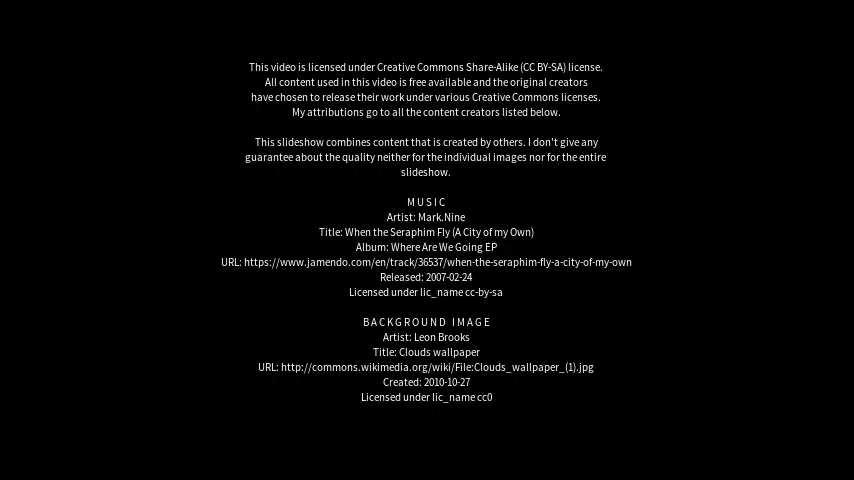 This video is licensed under Creative Commons Share-Alike (CC BY-SA) license.
All content used in this video is free available and the original creators
have chosen to release their work under various Creative Commons licenses.
My attributions go to all the content creators listed below.
This slideshow combines content that is created by others. I don't give any
guarantee about the quality neither for the individual images nor for the entire
slideshow.
MUSIC
Artist: Mark.Nine
Title: When the Seraphim Fly (A City of my Own)
Album: Where Are We Going EP
URL: https://www.jamendo.com/en/track/36537/when-the-seraphim-fly-a-city-of-my-own
Released: 2007-02-24
Licensed under lic_name cc-by-sa
BACKGROUND IMAGE
Artist: Leon Brooks
Title: Clouds wallpaper
URL: http://commons.wikimedia.org/wiki/File:Clouds_wallpaper_(1).jpg
Created: 2010-10-27
Licensed under lic_name cc0